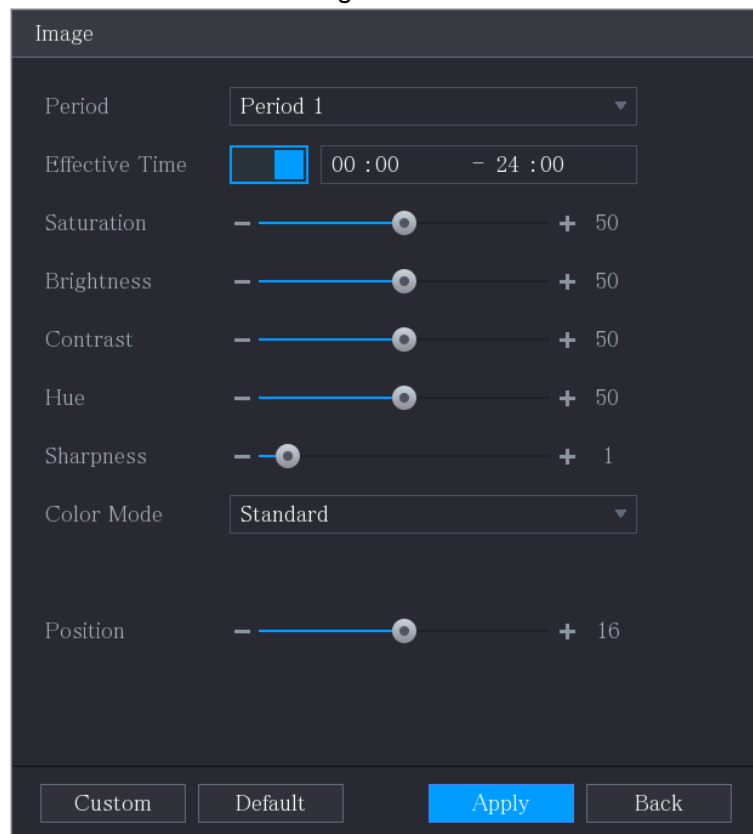 Image
Period Period 1
Effective Time 00 :00 - 24 :00
Saturation - + 50
Brightness - + 50
Contrast - + 50
Hue - + 50
Sharpness - + 1
Color Mode Standard
Position - + 16
Custom Default Apply Back